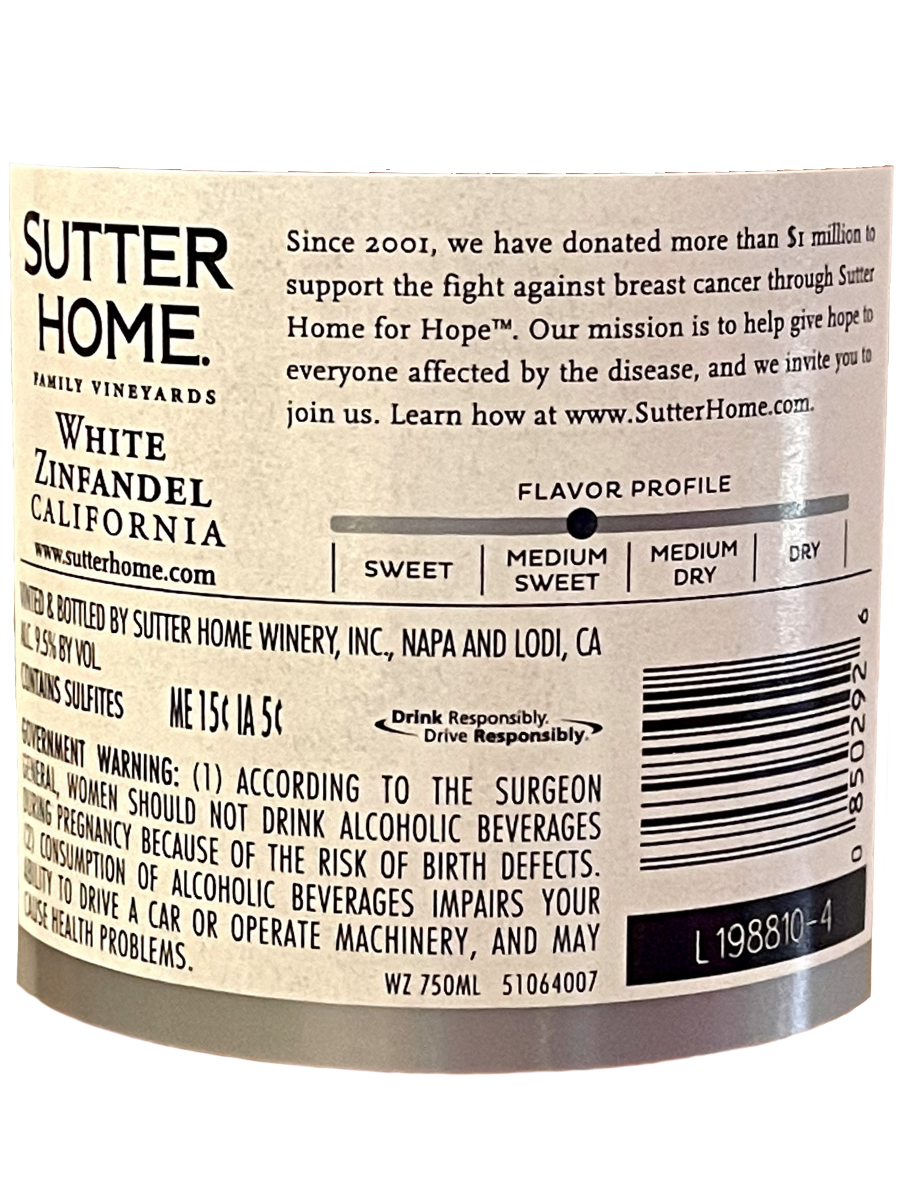 SUTTER
HOME.
FAMILY VINEYARDS
WHITE
ZINFANDEL
CALIFORNIA
www.sutterhome.com
Since 2001, we have donated more than $1 million to
support the fight against breast cancer through Sutter
Home for Hope™. Our mission is to help give hope to
everyone affected by the disease, and we invite you to
join us. Learn how at www.SutterHome.com.
FLAVOR PROFILE
SWEET
MEDIUM
SWEET
MEDIUM
DRY
DRY
& BOTTLED BY SUTTER HOME WINERY, INC., NAPA AND LODI, CA
ALC. 9.5% BY VOL.
CONTAINS SULFITES
ME 15¢ IA 5¢
Drink Responsibly.
Drive Responsibly.
GOVERNMENT WARNING: (1) ACCORDING TO THE SURGEON
GENERAL, WOMEN SHOULD NOT DRINK ALCOHOLIC BEVERAGES
DURING PREGNANCY BECAUSE OF THE RISK OF BIRTH DEFECTS.
(2) CONSUMPTION OF ALCOHOLIC BEVERAGES IMPAIRS YOUR
ABILITY TO DRIVE A CAR OR OPERATE MACHINERY, AND MAY
CAUSE HEALTH PROBLEMS.
WZ 750ML 51064007
0 85029266 6
L198810-4